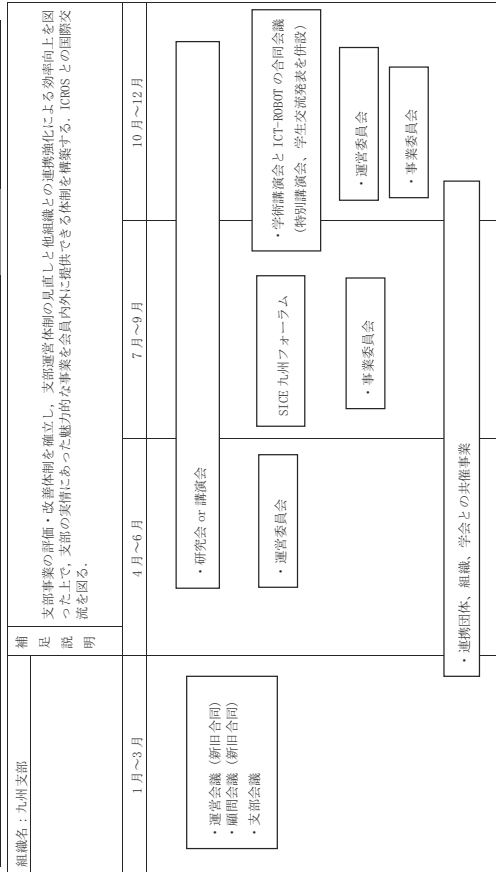 組織名：九州支部
補足説明
支部事業の評価・改善体制を確立し，支部運営体制の見直しと他組織との連携強化による効率向上を図
った上で，支部の実情にあった魅力的な事業を会員内外に提供できる体制を構築する．ICROS との国際交
流を図る．
1 月～3 月
4 月～6 月
7 月～9 月
10 月～12 月
・運営会議（新旧合同）
・顧問会議（新旧合同）
・支部会議
・研究会 or 講演会
・運営委員会
SICE 九州フォーラム
・事業委員会
・学術講演会と ICT-ROBOT の合同会議
（特別講演会、学生交流発表を併設）
・運営委員会
・事業委員会
・連携団体、組織、学会との共催事業